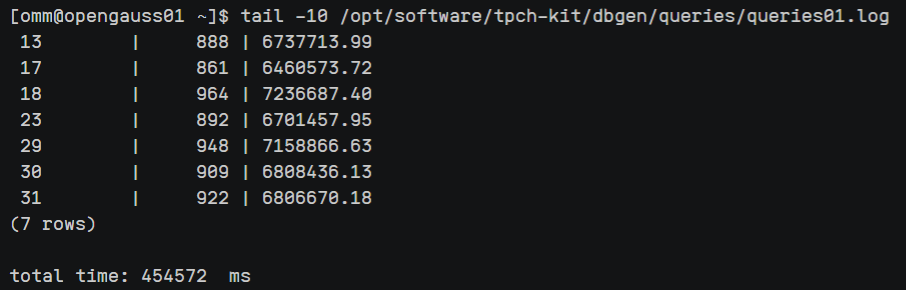 [omm@opengauss01 ~]$ tail -10 /opt/software/tpch-kit/dbgen/queries/queries01.log
 13         |     888 | 6737713.99
 17         |     861 | 6460573.72
 18         |     964 | 7236687.40
 23         |     892 | 6701457.95
 29         |     948 | 7158866.63
 30         |     909 | 6808436.13
 31         |     922 | 6806670.18
(7 rows)

total time: 454572  ms